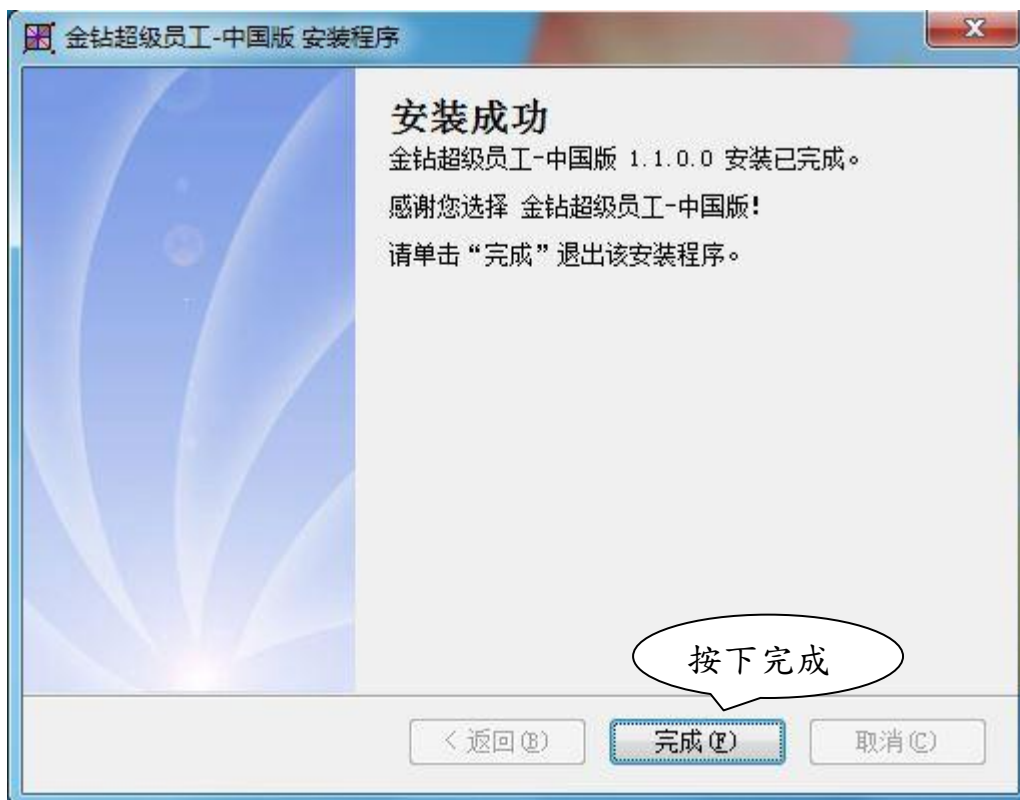 金钻超级员工-中国版 安装程序
安装成功
金钻超级员工-中国版 1.1.0.0 安装已完成。
感谢您选择 金钻超级员工-中国版!
请单击“完成”退出该安装程序。
按下完成
< 返回(B)
完成(F)
取消(C)